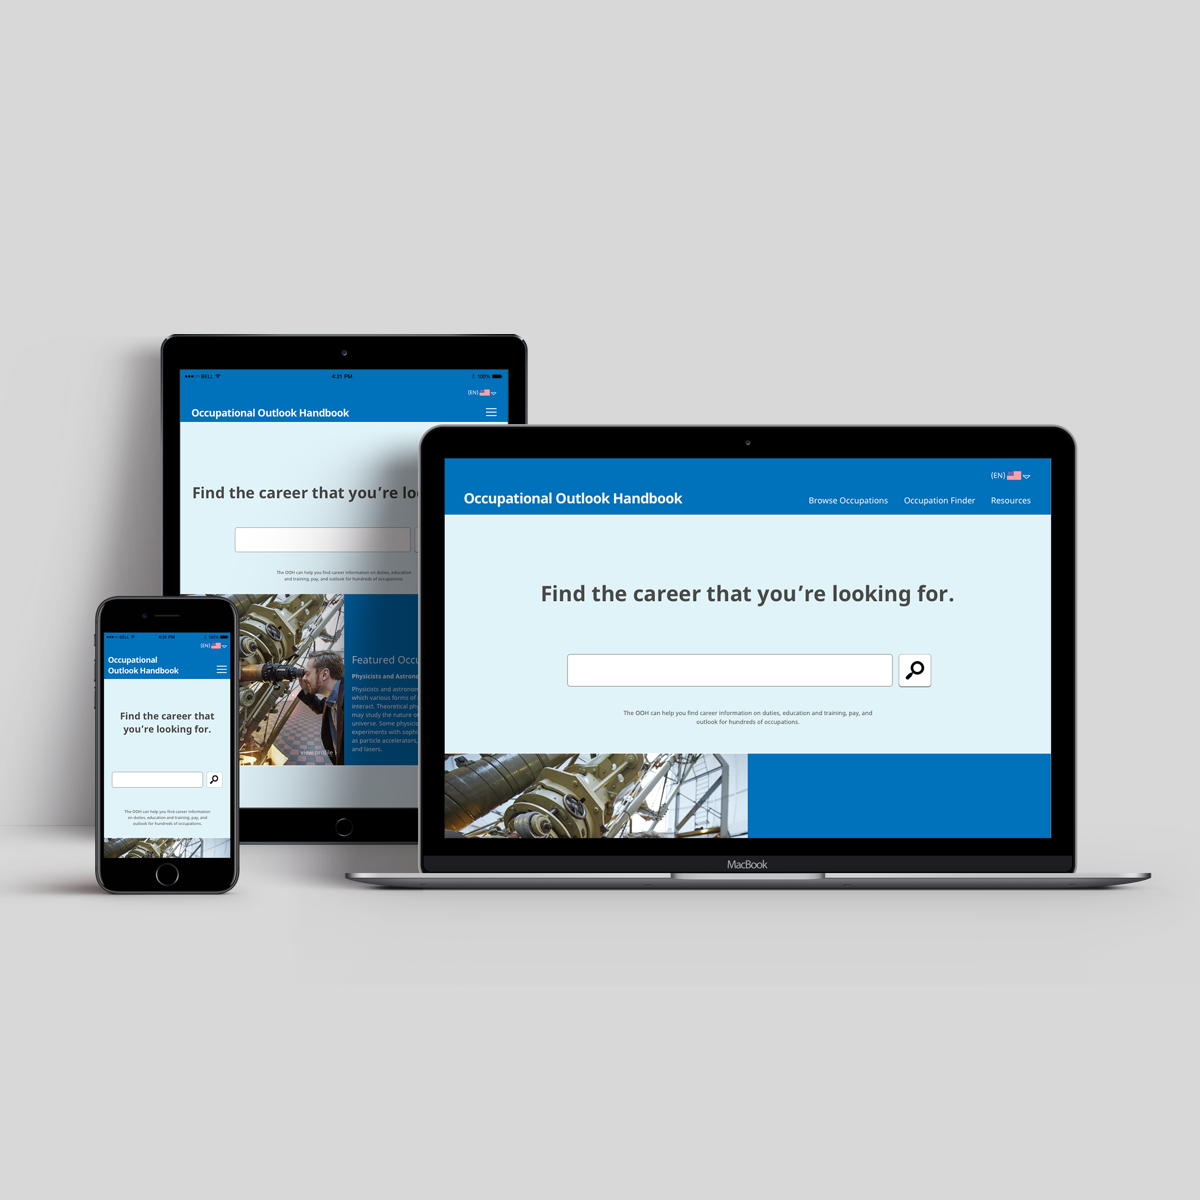 BELL
4:31 PM
100%
(EN)
Occupational Outlook Handbook
Find the career that you're lo
The OOH can help you find career information on duties, education
and training, pay, and outlook for hundreds of occupations.
Featured Occu
Physicists and Astrono
Physicists and astronom
which various forms of
interact. Theoretical phy
may study the nature of
universe. Some physicis
experiments with sophi
as particle accelerators,
and lasers.
view profile
BELL
4:31 PM
100%
(EN)
Occupational
Outlook Handbook
Find the career that
you're looking for.
The OOH can help you find career information
on duties, education and training, pay, and
outlook for hundreds of occupations.
(EN)
Occupational Outlook Handbook
Browse Occupations
Occupation Finder
Resources
Find the career that you're looking for.
The OOH can help you find career information on duties, education and training, pay, and
outlook for hundreds of occupations.
MacBook